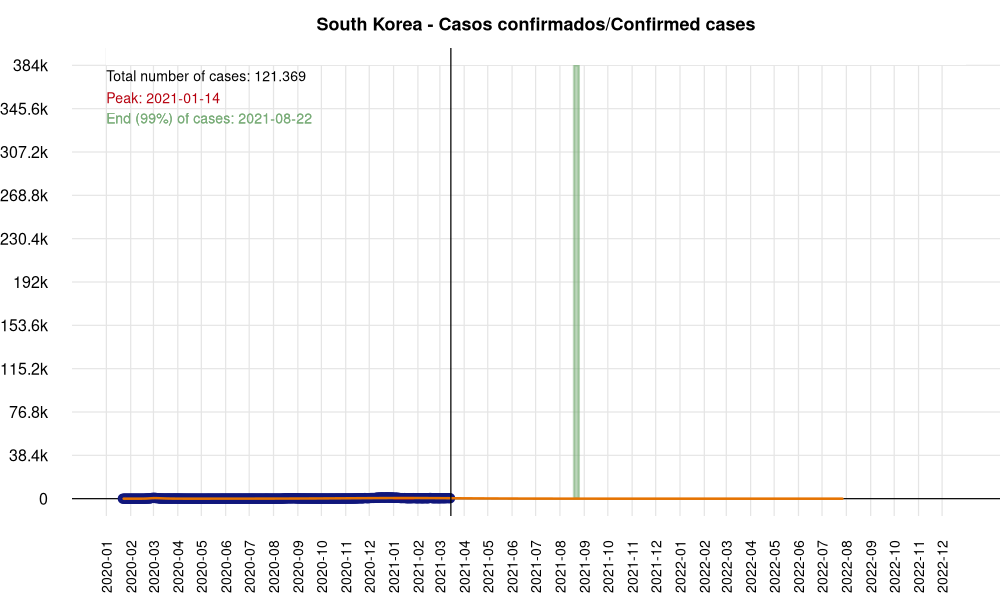 South Korea - Casos confirmados/Confirmed cases
Total number of cases: 121.369
Peak: 2021-01-14
End (99%) of cases: 2021-08-22
384k
345.6k
307.2k
268.8k
230.4k
192k
153.6k
115.2k
76.8k
38.4k
0
2020-01
2020-02
2020-03
2020-04
2020-05
2020-06
2020-07
2020-08
2020-09
2020-10
2020-11
2020-12
2021-01
2021-02
2021-03
2021-04
2021-05
2021-06
2021-07
2021-08
2021-09
2021-10
2021-11
2021-12
2022-01
2022-02
2022-03
2022-04
2022-05
2022-06
2022-07
2022-08
2022-09
2022-10
2022-11
2022-12